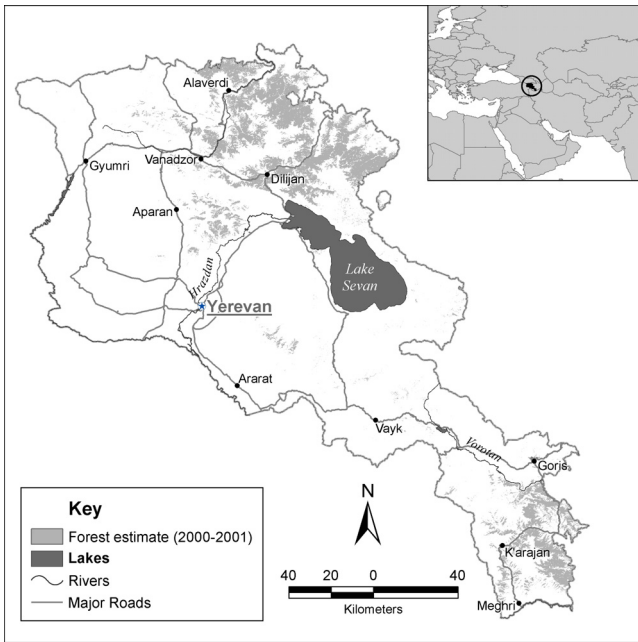 Alaverdi
Gyumri
Vanadzor
Dilijan
Aparan
Hrazdan
Lake
Sevan
Yerevan
Ararat
Vayk
Vorotan
Goris
K'arajan
Meghri
Key
Forest estimate (2000-2001)
Lakes
Rivers
Major Roads
N
40 20 0 40
Kilometers